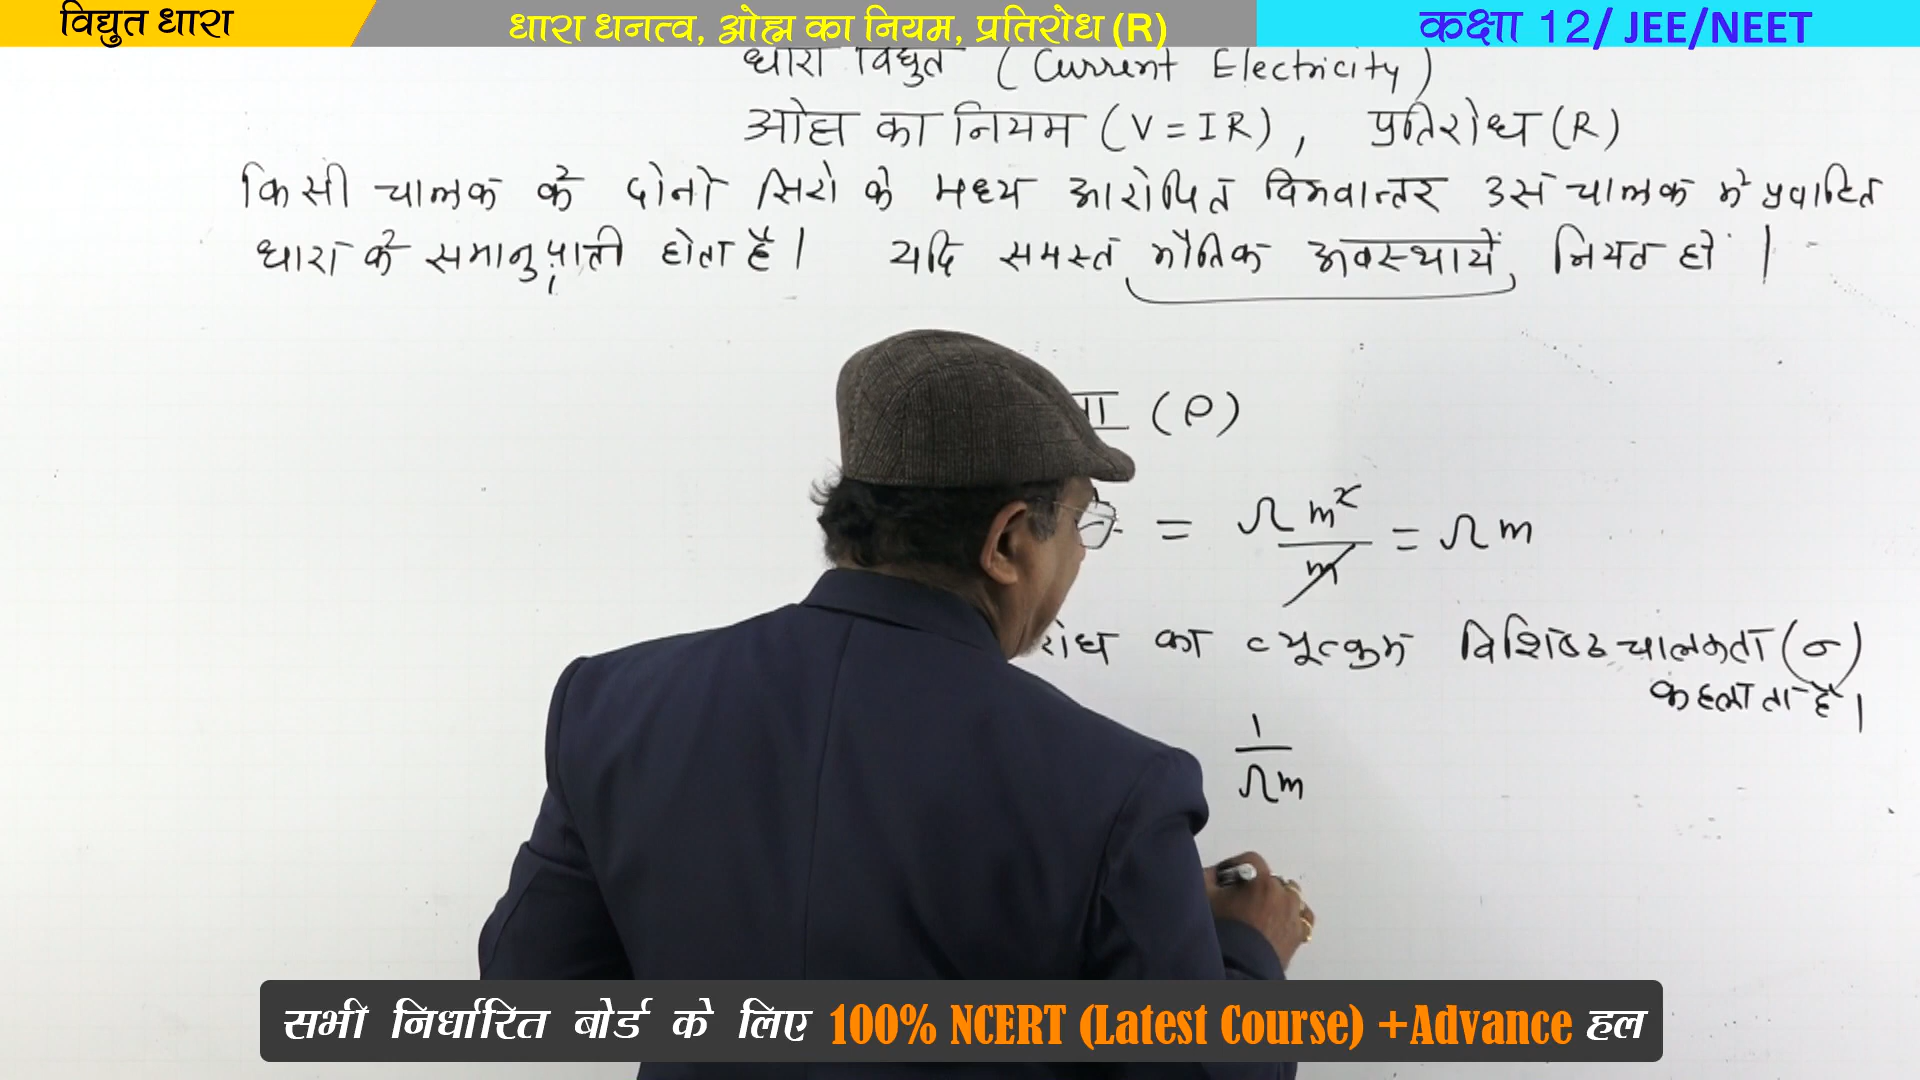 विद्युत धारा
धारा धनत्व, ओह्म का नियम, प्रतिरोध (R)
कक्षा 12/ JEE/NEET
धारा विद्युत (Current Electricity)
ओह्म का नियम (V = IR), प्रतिरोध (R)
किसी चालक के दोनो सिरो के मध्य आरोपित विभवान्तर उस चालक मे प्रवाहित
धारा के समानुपाती होता है। यदि समस्त भौतिक अवस्थायें नियत हो।
(ρ)
= Ω m² / m = Ω m
रोध का व्युत्क्रम विशिष्ट चालकता (σ)
कहलाता है।
1 / Ωm
सभी निर्धारित बोर्ड के लिए 100% NCERT (Latest Course) +Advance हल